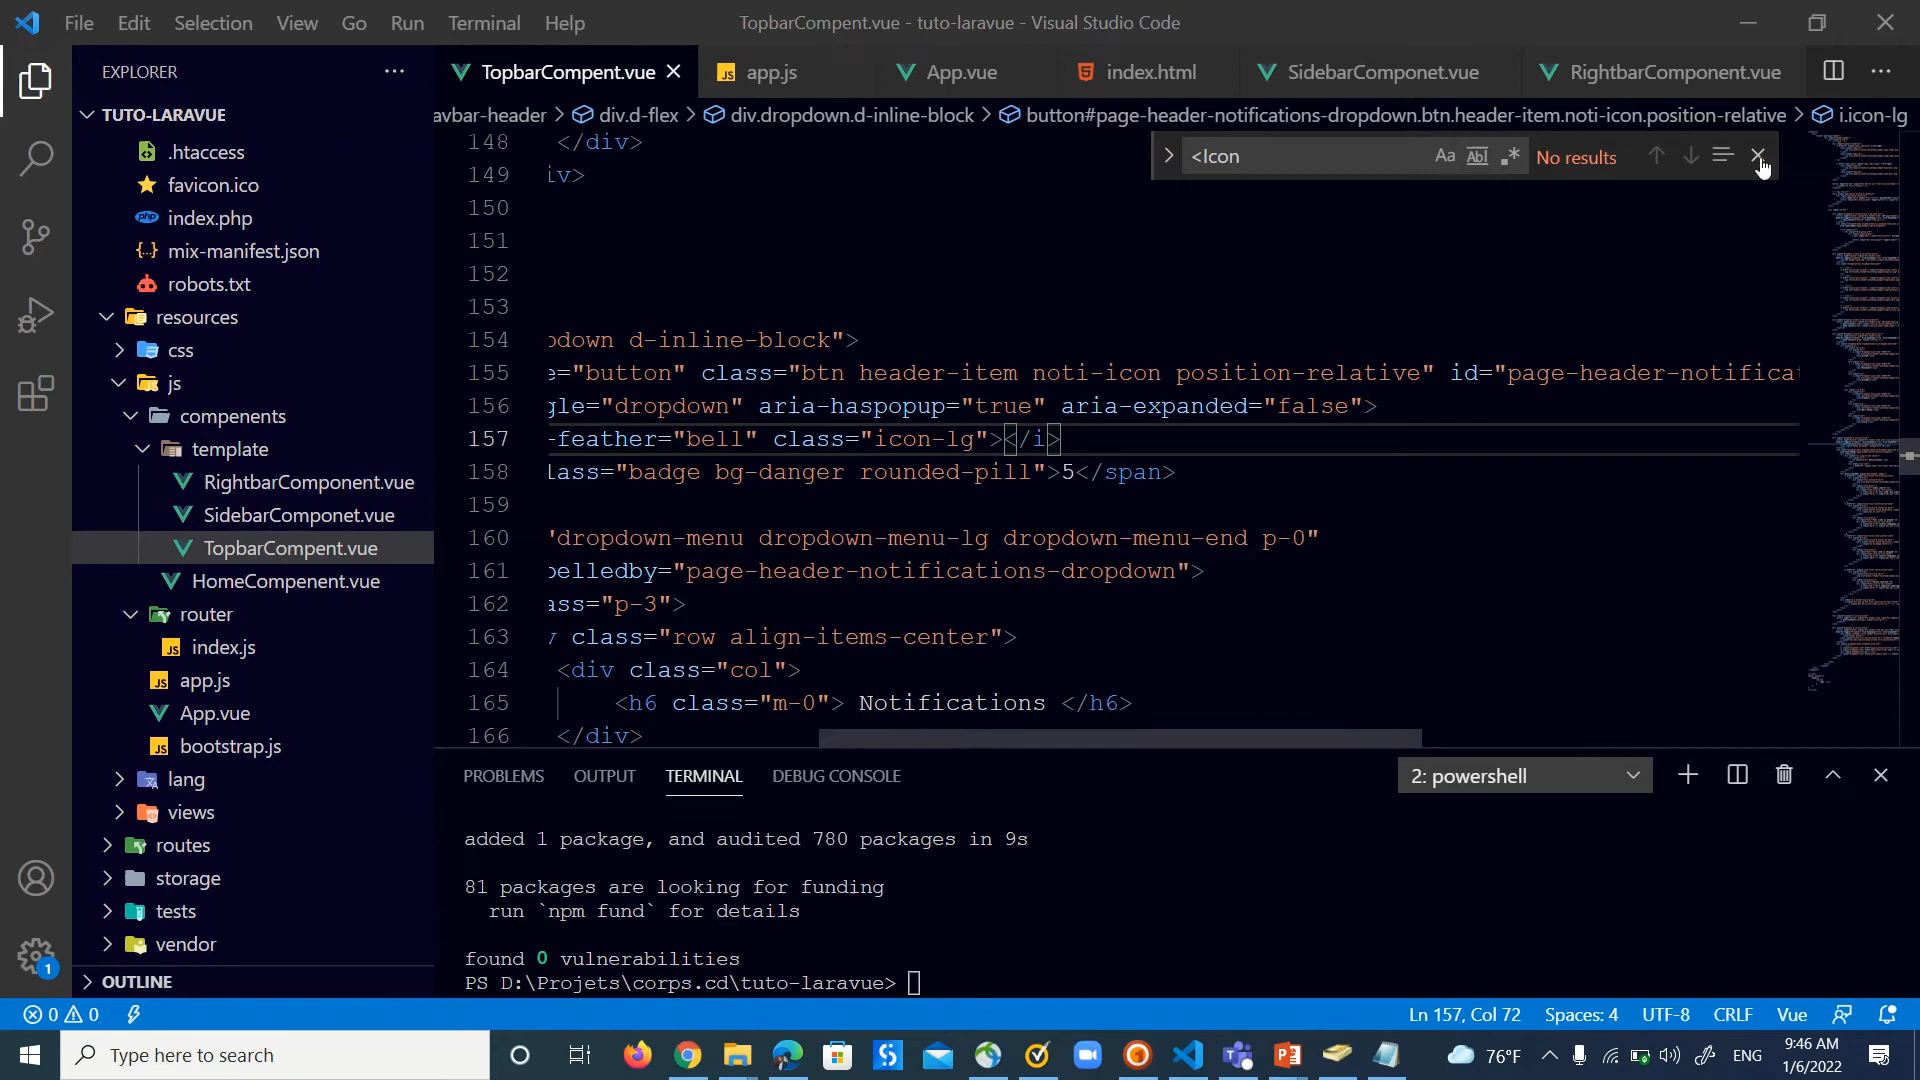 File Edit Selection View Go Run Terminal Help
TopbarCompent.vue - tuto-laravue - Visual Studio Code
EXPLORER
TUTO-LARAVUE
.htaccess
favicon.ico
index.php
mix-manifest.json
robots.txt
resources
css
js
compenents
template
RightbarComponent.vue
SidebarComponet.vue
TopbarCompent.vue
HomeCompenent.vue
router
index.js
app.js
App.vue
bootstrap.js
lang
views
routes
storage
tests
vendor
OUTLINE
TopbarCompent.vue app.js App.vue index.html SidebarComponet.vue RightbarComponent.vue
avbar-header > div.d-flex > div.dropdown.d-inline-block > button#page-header-notifications-dropdown.btn.header-item.noti-icon.position-relative > i.icon-lg
<Icon Aa Abl .* No results
148 </div>
149 iv>
150
151
152
153
154 pdown d-inline-block">
155 e="button" class="btn header-item noti-icon position-relative" id="page-header-notificat
156 gle="dropdown" aria-haspopup="true" aria-expanded="false">
157 -feather="bell" class="icon-lg"></i>
158 lass="badge bg-danger rounded-pill">5</span>
159
160 "dropdown-menu dropdown-menu-lg dropdown-menu-end p-0"
161 belledby="page-header-notifications-dropdown">
162 ass="p-3">
163 v class="row align-items-center">
164 <div class="col">
165 <h6 class="m-0"> Notifications </h6>
166 </div>
PROBLEMS OUTPUT TERMINAL DEBUG CONSOLE 2: powershell
added 1 package, and audited 780 packages in 9s
81 packages are looking for funding
run `npm fund` for details
found 0 vulnerabilities
PS D:\Projets\corps.cd\tuto-laravue>
0 0 Ln 157, Col 72 Spaces: 4 UTF-8 CRLF Vue
1
Type here to search
76°F ENG
9:46 AM
1/6/2022